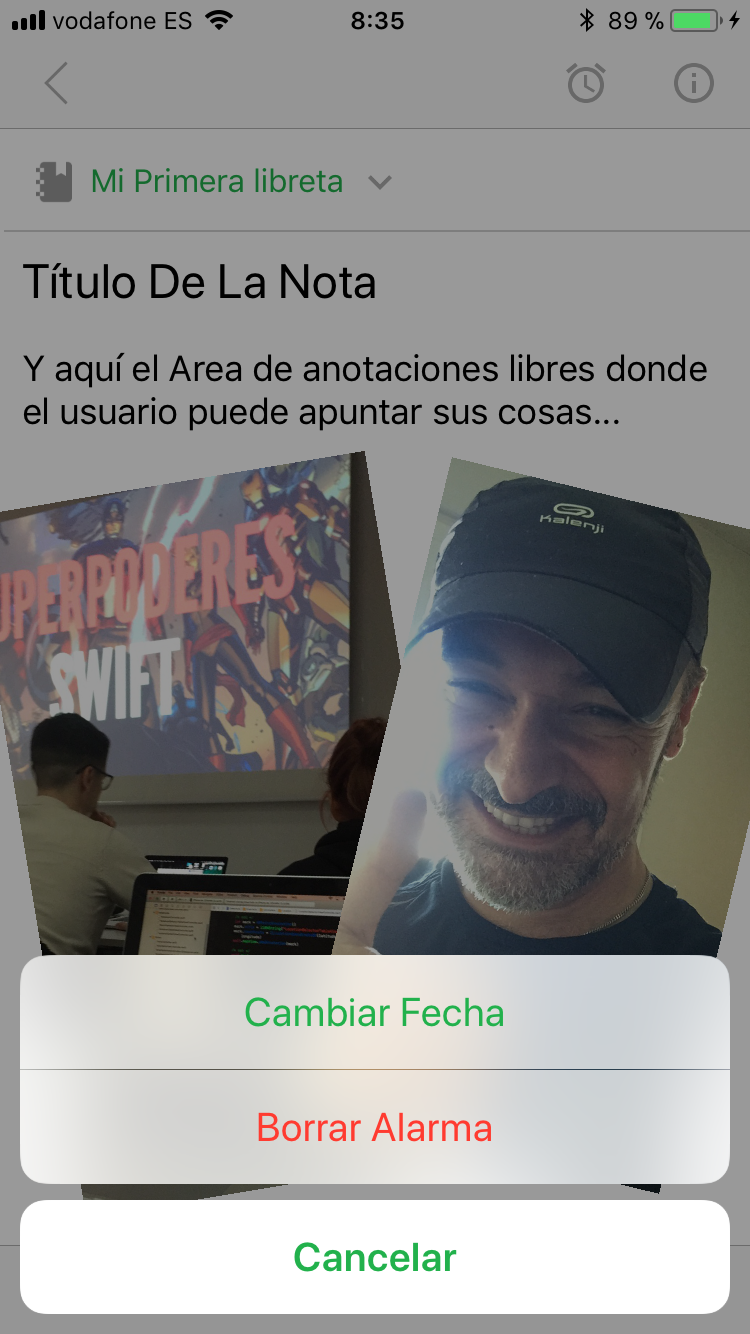 vodafone ES
8:35
89 %
Mi Primera libreta
Título De La Nota
Y aquí el Area de anotaciones libres donde
el usuario puede apuntar sus cosas...
UPERPODERES
SWIFT
Kalenji
Cambiar Fecha
Borrar Alarma
Cancelar